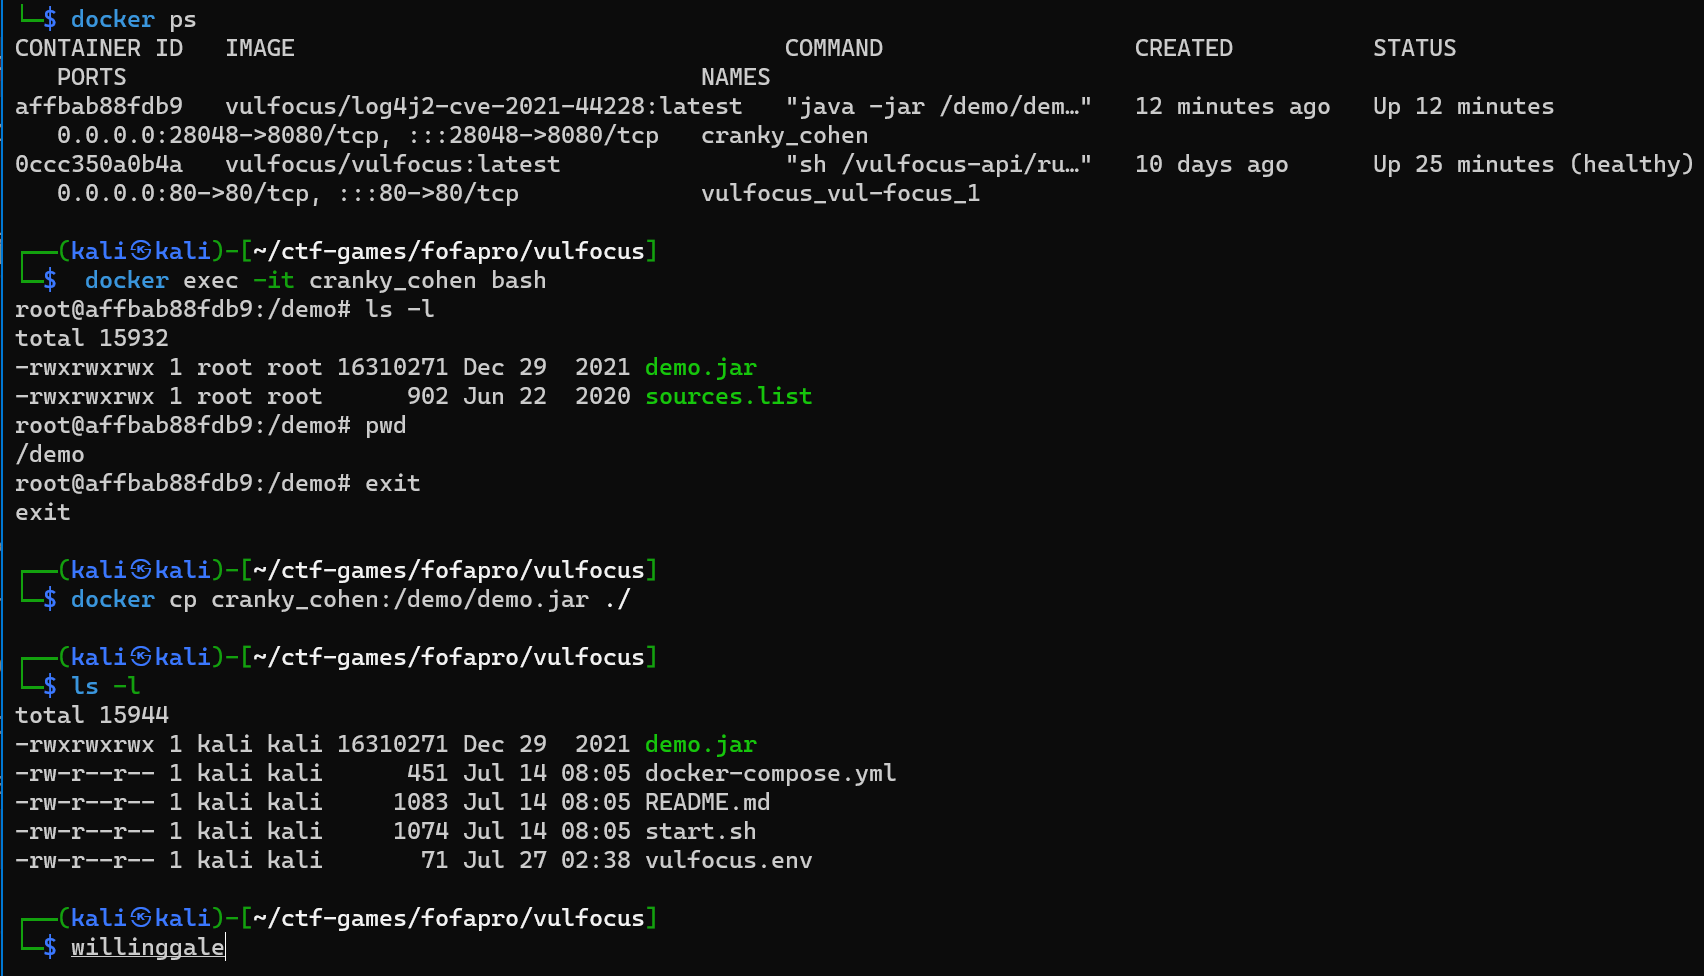 └─$ docker ps
CONTAINER ID   IMAGE                                   COMMAND                  CREATED          STATUS
   PORTS                                         NAMES
affbab88fdb9   vulfocus/log4j2-cve-2021-44228:latest   "java -jar /demo/dem…"   12 minutes ago   Up 12 minutes
   0.0.0.0:28048->8080/tcp, :::28048->8080/tcp   cranky_cohen
0ccc350a0b4a   vulfocus/vulfocus:latest                "sh /vulfocus-api/ru…"   10 days ago      Up 25 minutes (healthy)
   0.0.0.0:80->80/tcp, :::80->80/tcp             vulfocus_vul-focus_1
┌──(kali㉿kali)-[~/ctf-games/fofapro/vulfocus]
└─$  docker exec -it cranky_cohen bash
root@affbab88fdb9:/demo# ls -l
total 15932
-rwxrwxrwx 1 root root 16310271 Dec 29  2021 demo.jar
-rwxrwxrwx 1 root root      902 Jun 22  2020 sources.list
root@affbab88fdb9:/demo# pwd
/demo
root@affbab88fdb9:/demo# exit
exit
┌──(kali㉿kali)-[~/ctf-games/fofapro/vulfocus]
└─$ docker cp cranky_cohen:/demo/demo.jar ./
┌──(kali㉿kali)-[~/ctf-games/fofapro/vulfocus]
└─$ ls -l
total 15944
-rwxrwxrwx 1 kali kali 16310271 Dec 29  2021 demo.jar
-rw-r--r-- 1 kali kali      451 Jul 14 08:05 docker-compose.yml
-rw-r--r-- 1 kali kali     1083 Jul 14 08:05 README.md
-rw-r--r-- 1 kali kali     1074 Jul 14 08:05 start.sh
-rw-r--r-- 1 kali kali       71 Jul 27 02:38 vulfocus.env
┌──(kali㉿kali)-[~/ctf-games/fofapro/vulfocus]
└─$ willinggale